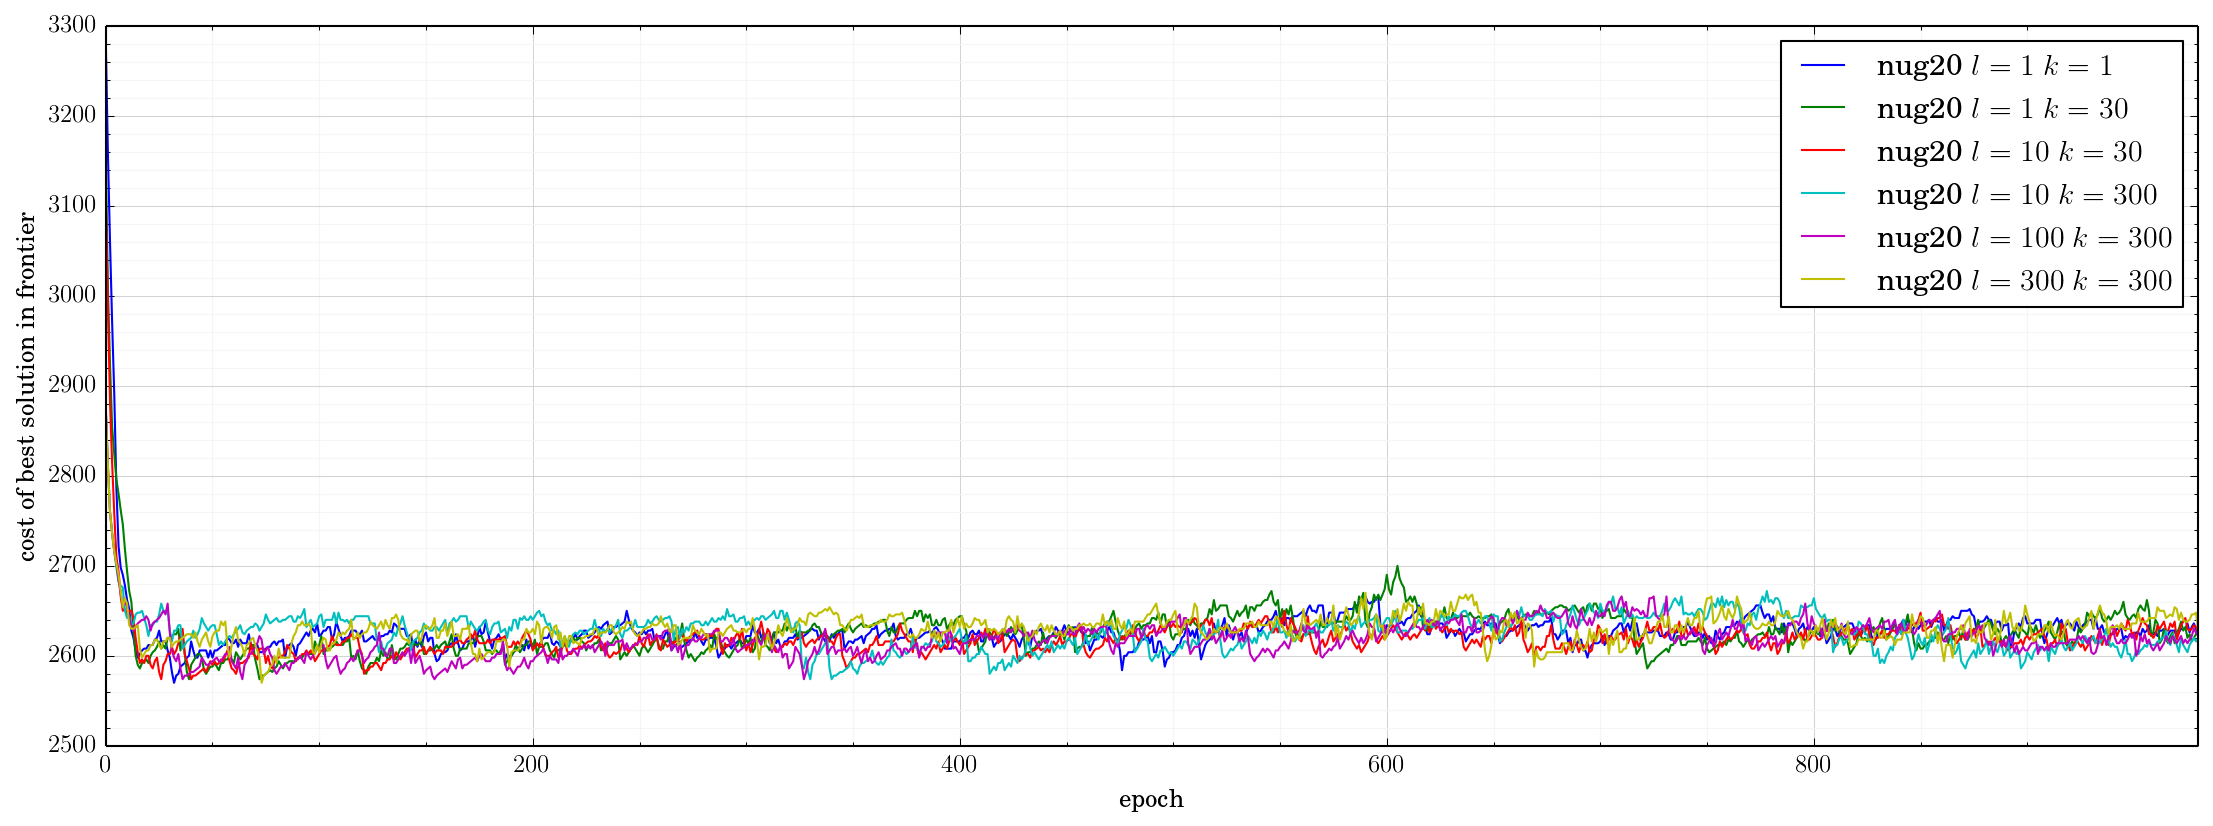 3300
3200
3100
3000
2900
2800
2700
2600
2500
cost of best solution in frontier
0 200 400 600 800
epoch
nug20 l = 1 k = 1
nug20 l = 1 k = 30
nug20 l = 10 k = 30
nug20 l = 10 k = 300
nug20 l = 100 k = 300
nug20 l = 300 k = 300